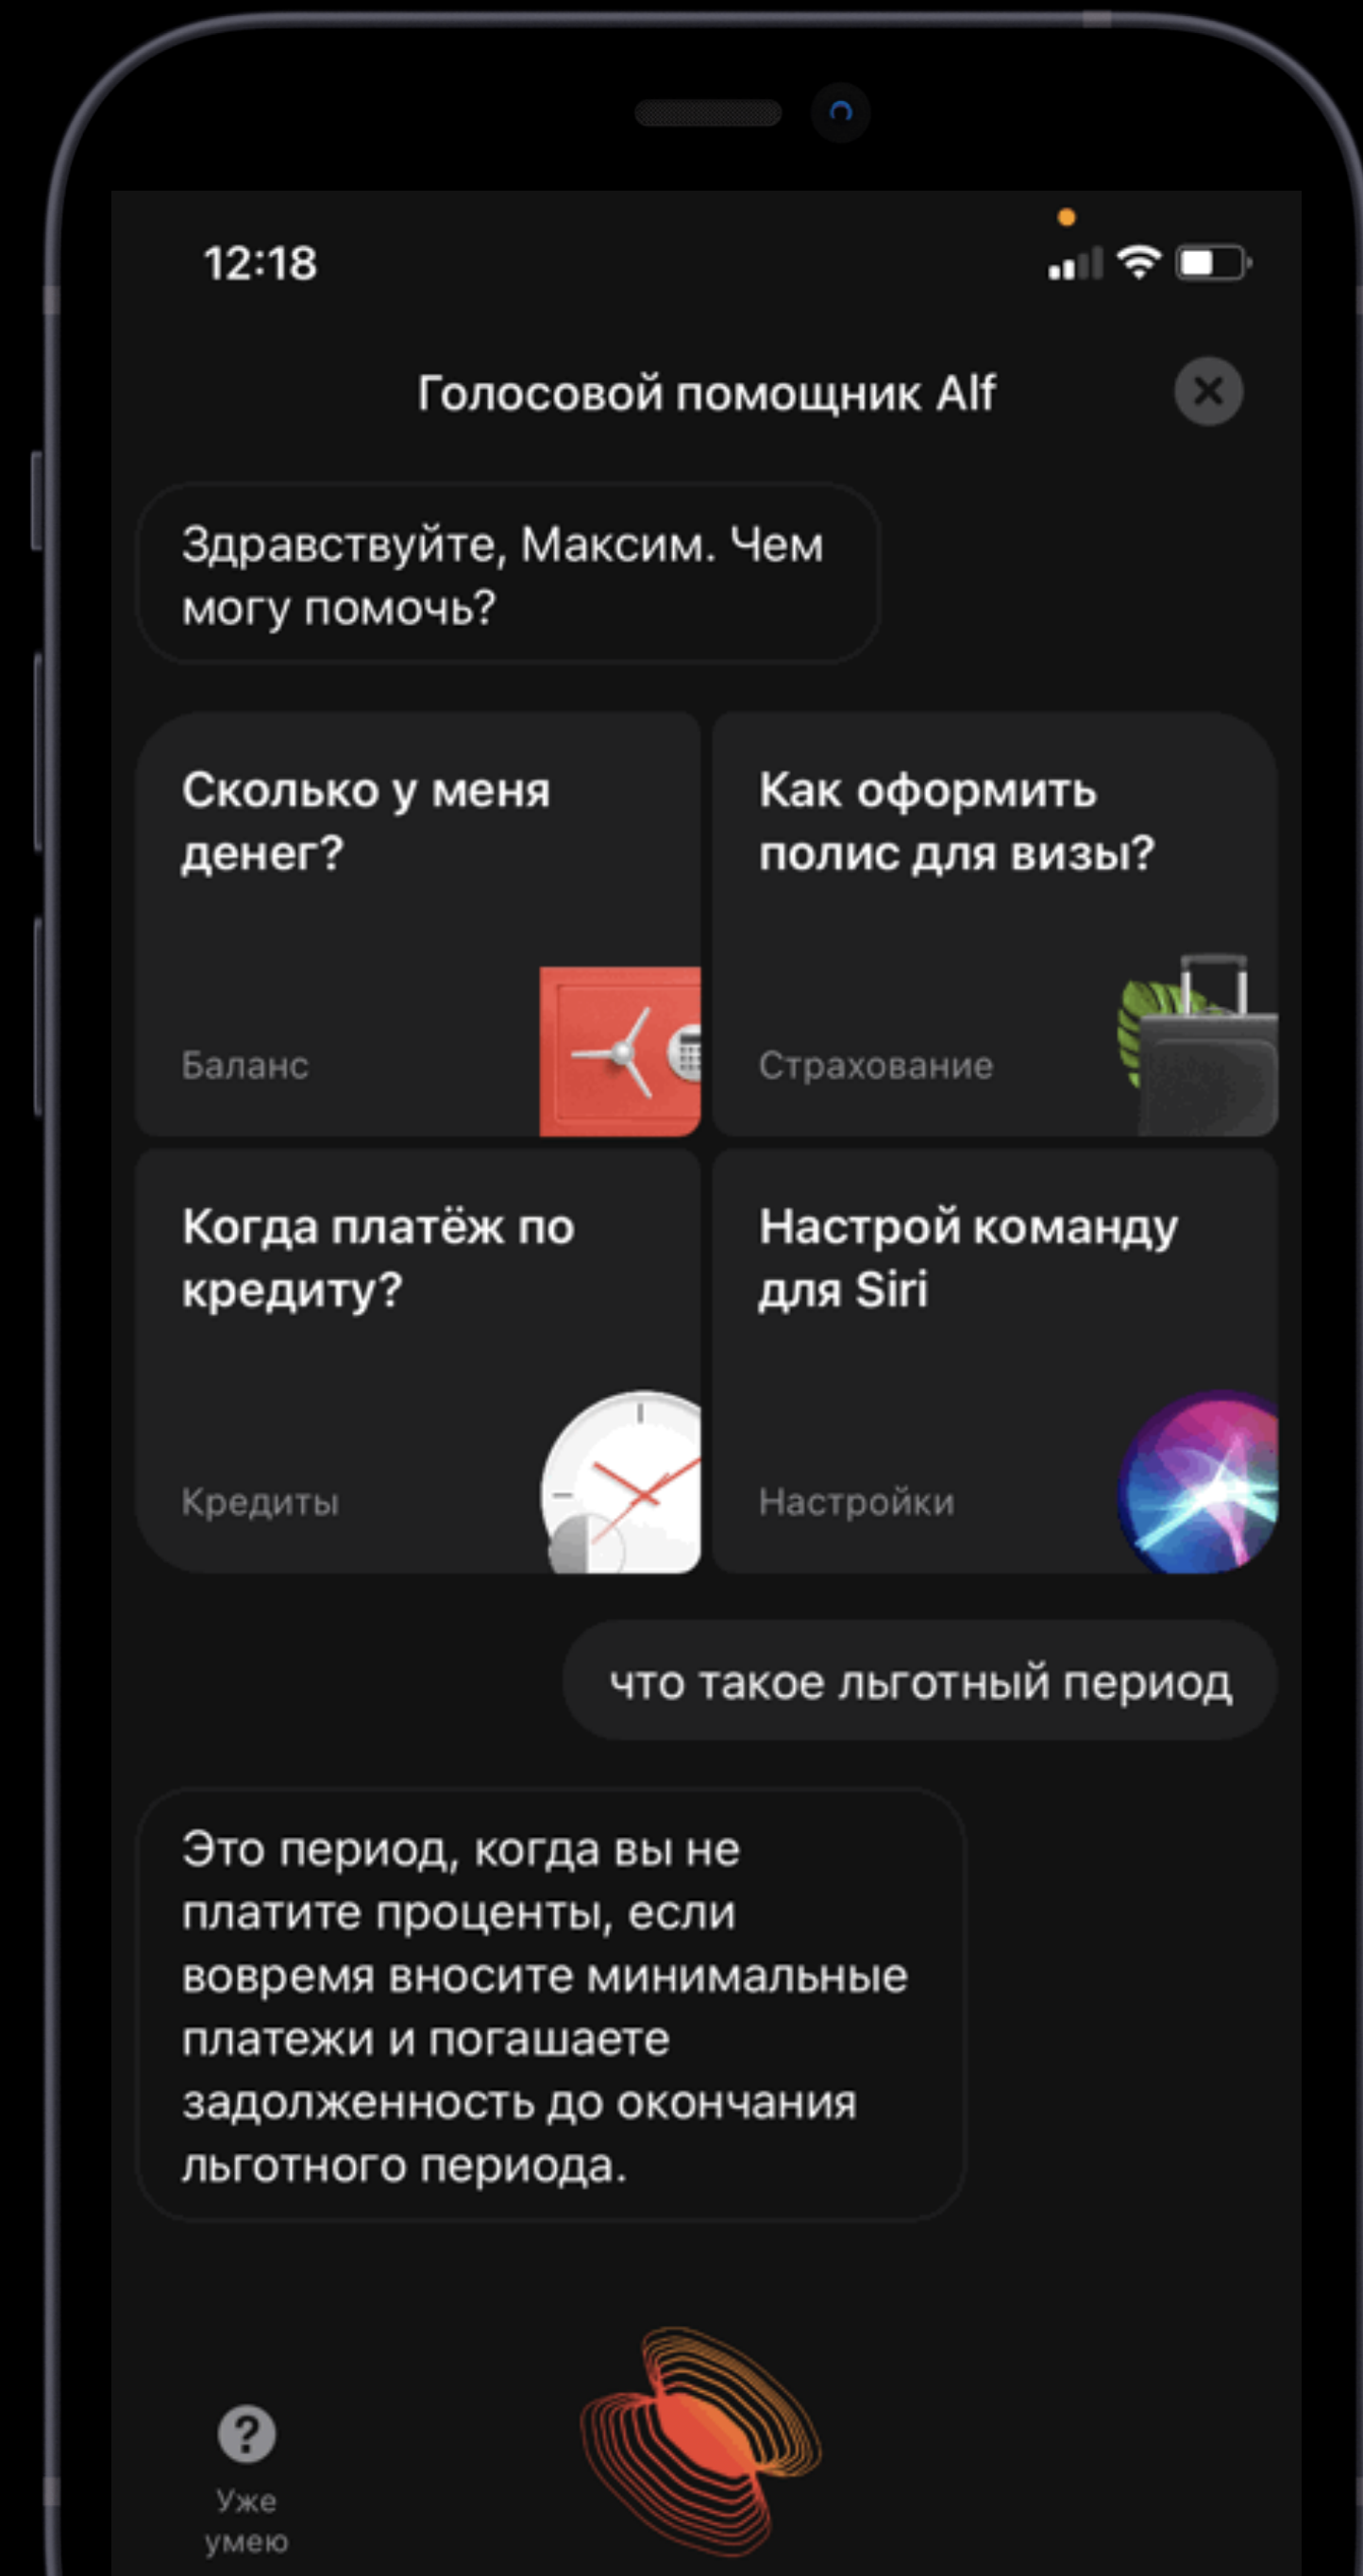 12:18
Голосовой помощник Alf
Здравствуйте, Максим. Чем
могу помочь?
Сколько у меня
денег?
Баланс
Как оформить
полис для визы?
Страхование
Когда платёж по
кредиту?
Кредиты
Настрой команду
для Siri
Настройки
что такое льготный период
Это период, когда вы не
платите проценты, если
вовремя вносите минимальные
платежи и погашаете
задолженность до окончания
льготного периода.
?
Уже
умею